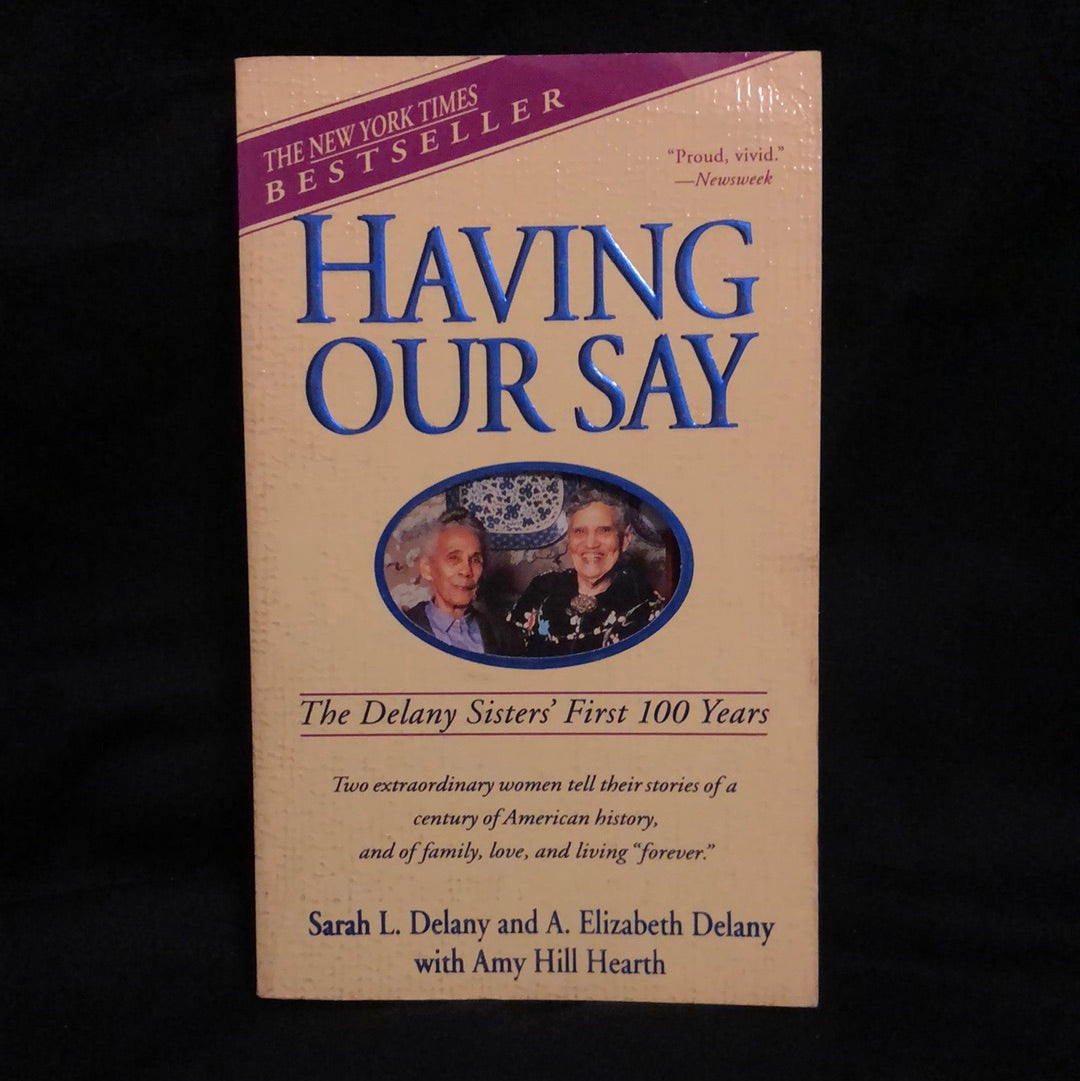 THE NEW YORK TIMES
BESTSELLER
“Proud, vivid.”
—Newsweek
HAVING
OUR SAY
The Delany Sisters’ First 100 Years
Two extraordinary women tell their stories of a
century of American history,
and of family, love, and living “forever.”
Sarah L. Delany and A. Elizabeth Delany
with Amy Hill Hearth